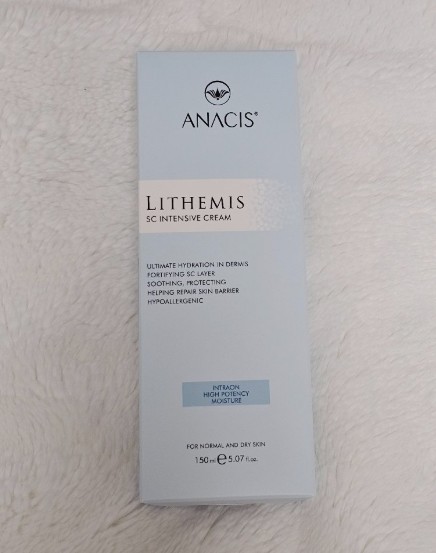 ANACIS®
LITHEMIS
SC INTENSIVE CREAM
ULTIMATE HYDRATION IN DERMIS
FORTIFYING SC LAYER
SOOTHING, PROTECTING
HELPING REPAIR SKIN BARRIER
HYPOALLERGENIC
INTRAON
HIGH POTENCY
MOISTURE
FOR NORMAL AND DRY SKIN
150 ml ℮ 5.07 fl.oz.